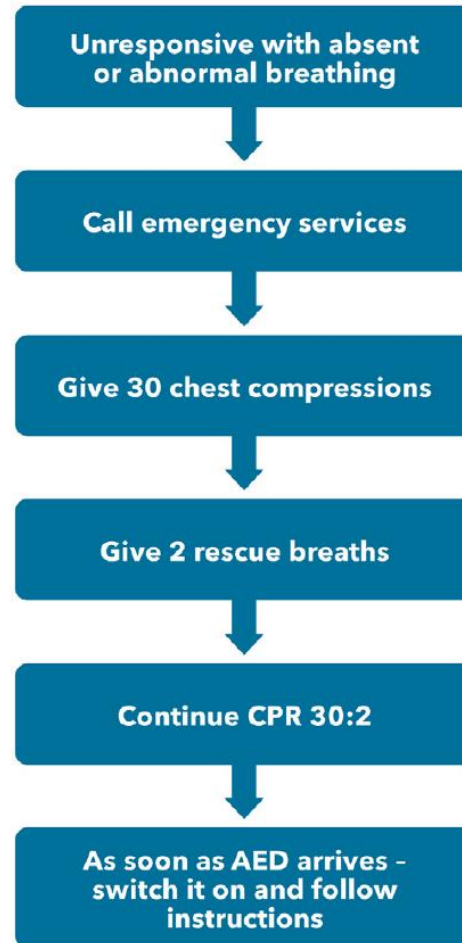 Unresponsive with absent
or abnormal breathing
Call emergency services
Give 30 chest compressions
Give 2 rescue breaths
Continue CPR 30:2
As soon as AED arrives –
switch it on and follow
instructions